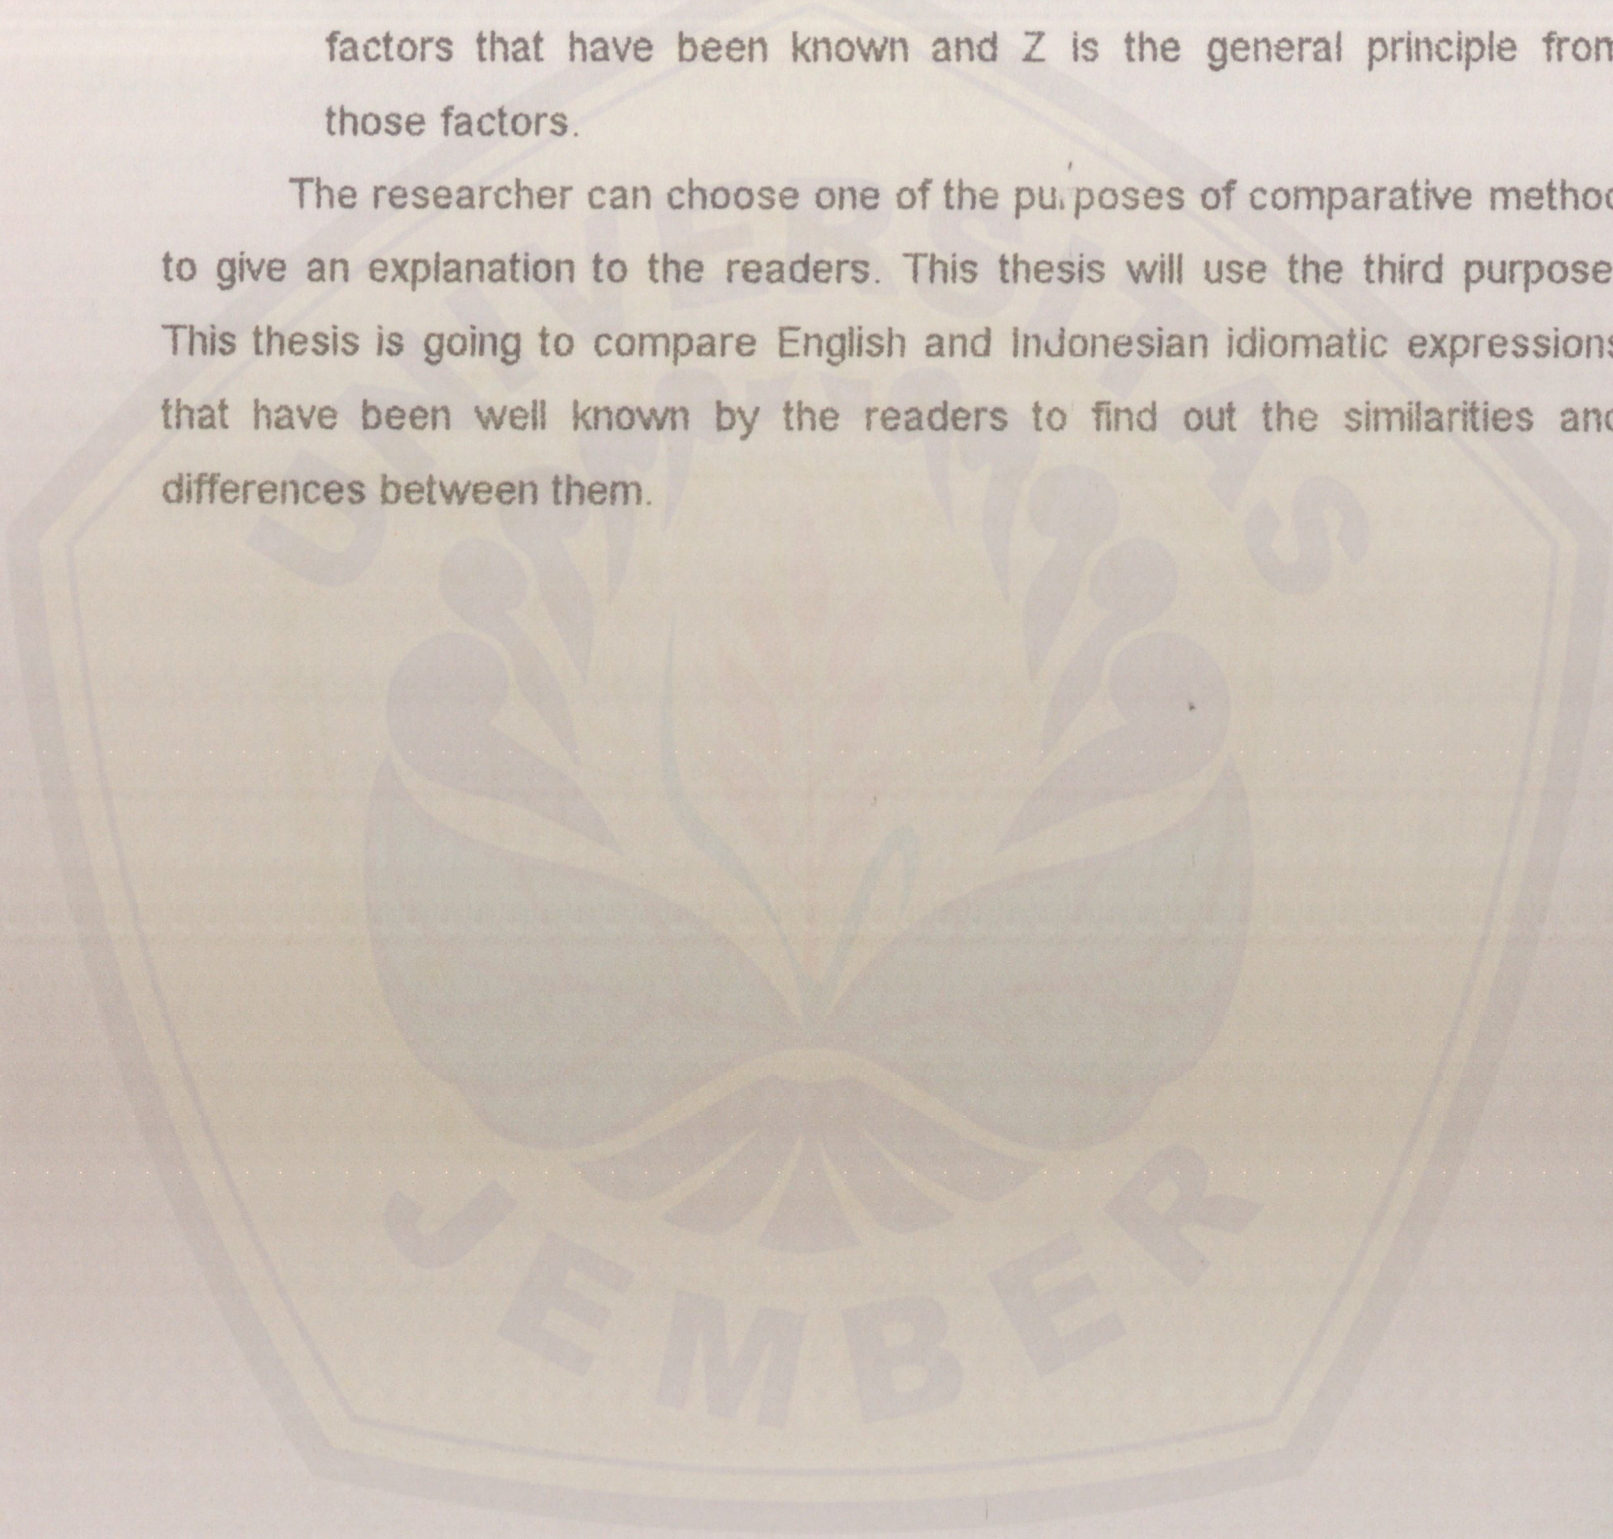 factors that have been known and Z is the general principle from
those factors.
The researcher can choose one of the purposes of comparative method
to give an explanation to the readers. This thesis will use the third purpose
This thesis is going to compare English and Indonesian idiomatic expressions
that have been well known by the readers to find out the similarities and
differences between them.
UNIVERSITAS
JEMBER